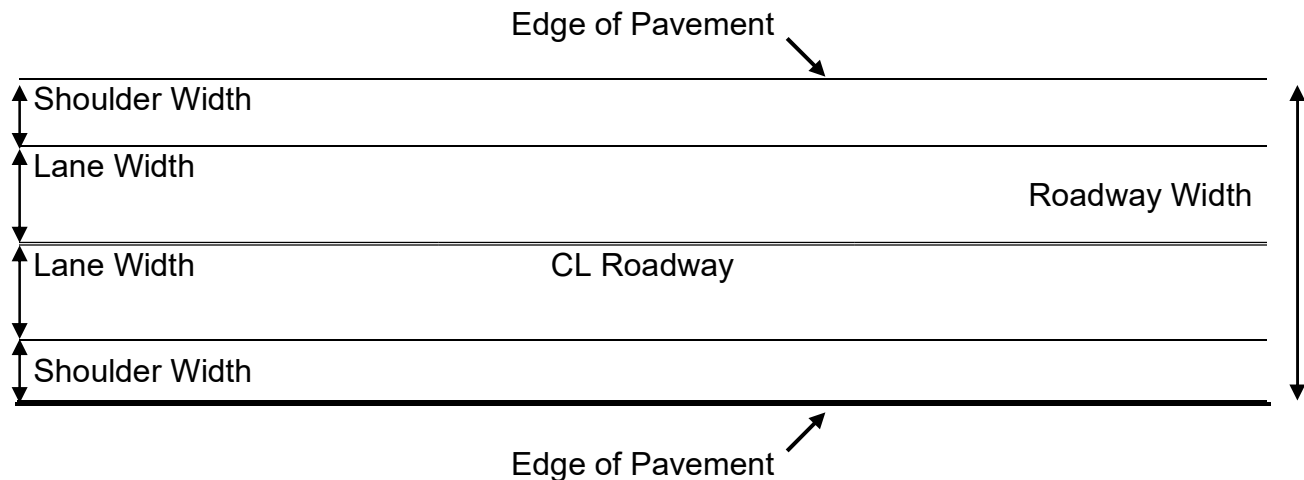 Edge of Pavement
Shoulder Width
Lane Width
Roadway Width
Lane Width
CL Roadway
Shoulder Width
Edge of Pavement